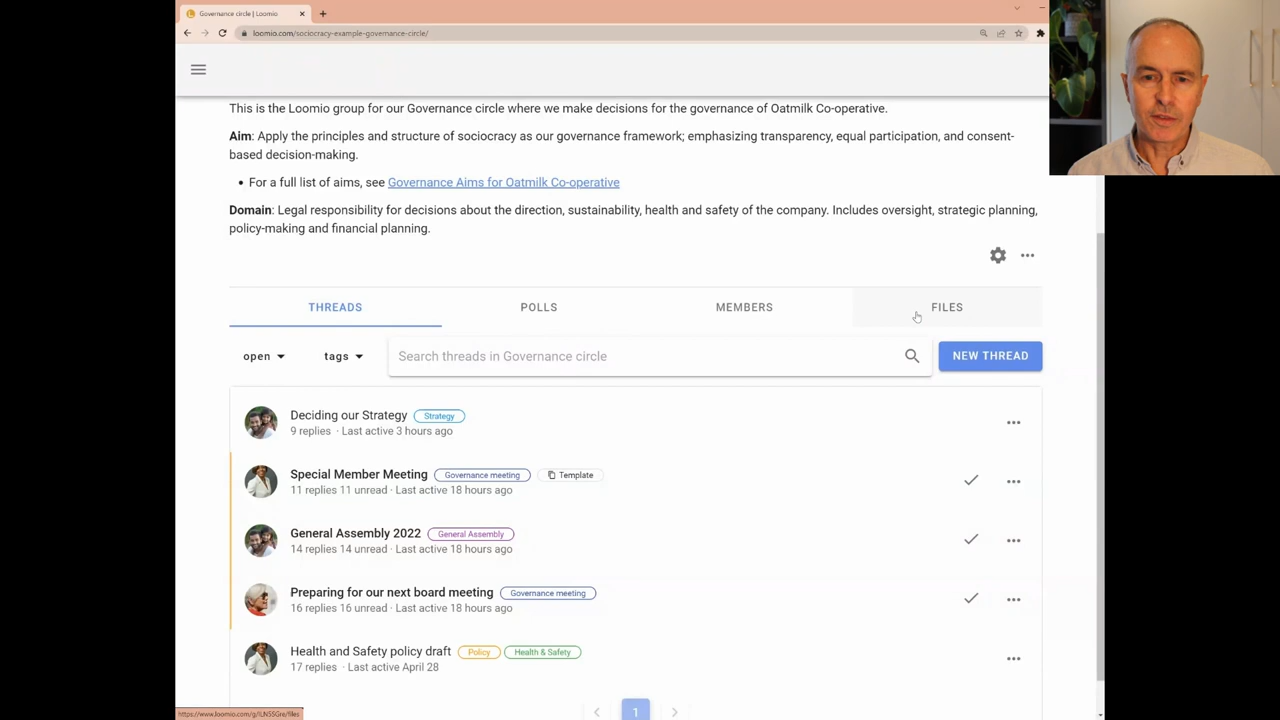 Governance circle | Loomio
loomio.com/sociocracy-example-governance-circle/
This is the Loomio group for our Governance circle where we make decisions for the governance of Oatmilk Co-operative.
Aim: Apply the principles and structure of sociocracy as our governance framework; emphasizing transparency, equal participation, and consent-
based decision-making.
• For a full list of aims, see Governance Aims for Oatmilk Co-operative
Domain: Legal responsibility for decisions about the direction, sustainability, health and safety of the company. Includes oversight, strategic planning,
policy-making and financial planning.
THREADS POLLS MEMBERS FILES
open tags Search threads in Governance circle NEW THREAD
Deciding our Strategy Strategy
9 replies · Last active 3 hours ago
Special Member Meeting Governance meeting Template
11 replies 11 unread · Last active 18 hours ago
General Assembly 2022 General Assembly
14 replies 14 unread · Last active 18 hours ago
Preparing for our next board meeting Governance meeting
16 replies 16 unread · Last active 18 hours ago
Health and Safety policy draft Policy Health & Safety
17 replies · Last active April 28
1